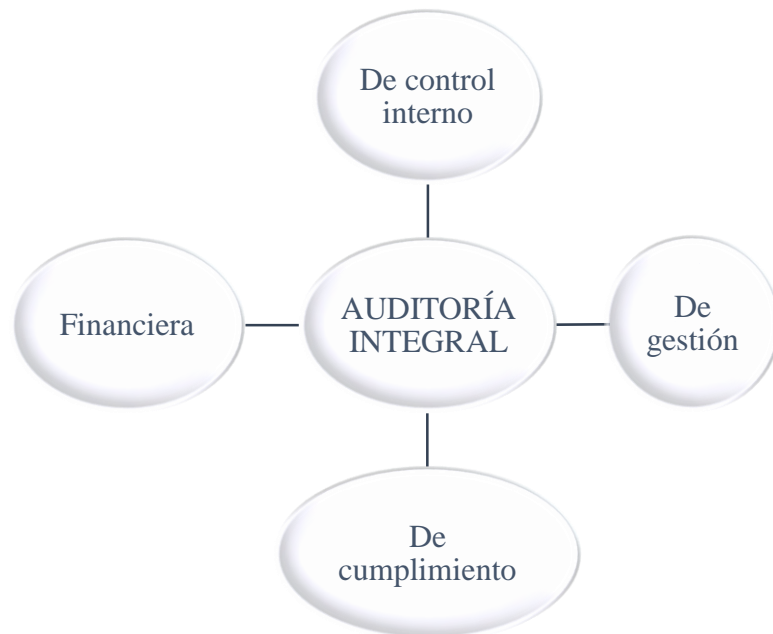 De control
interno
Financiera
AUDITORÍA
INTEGRAL
De
gestión
De
cumplimiento